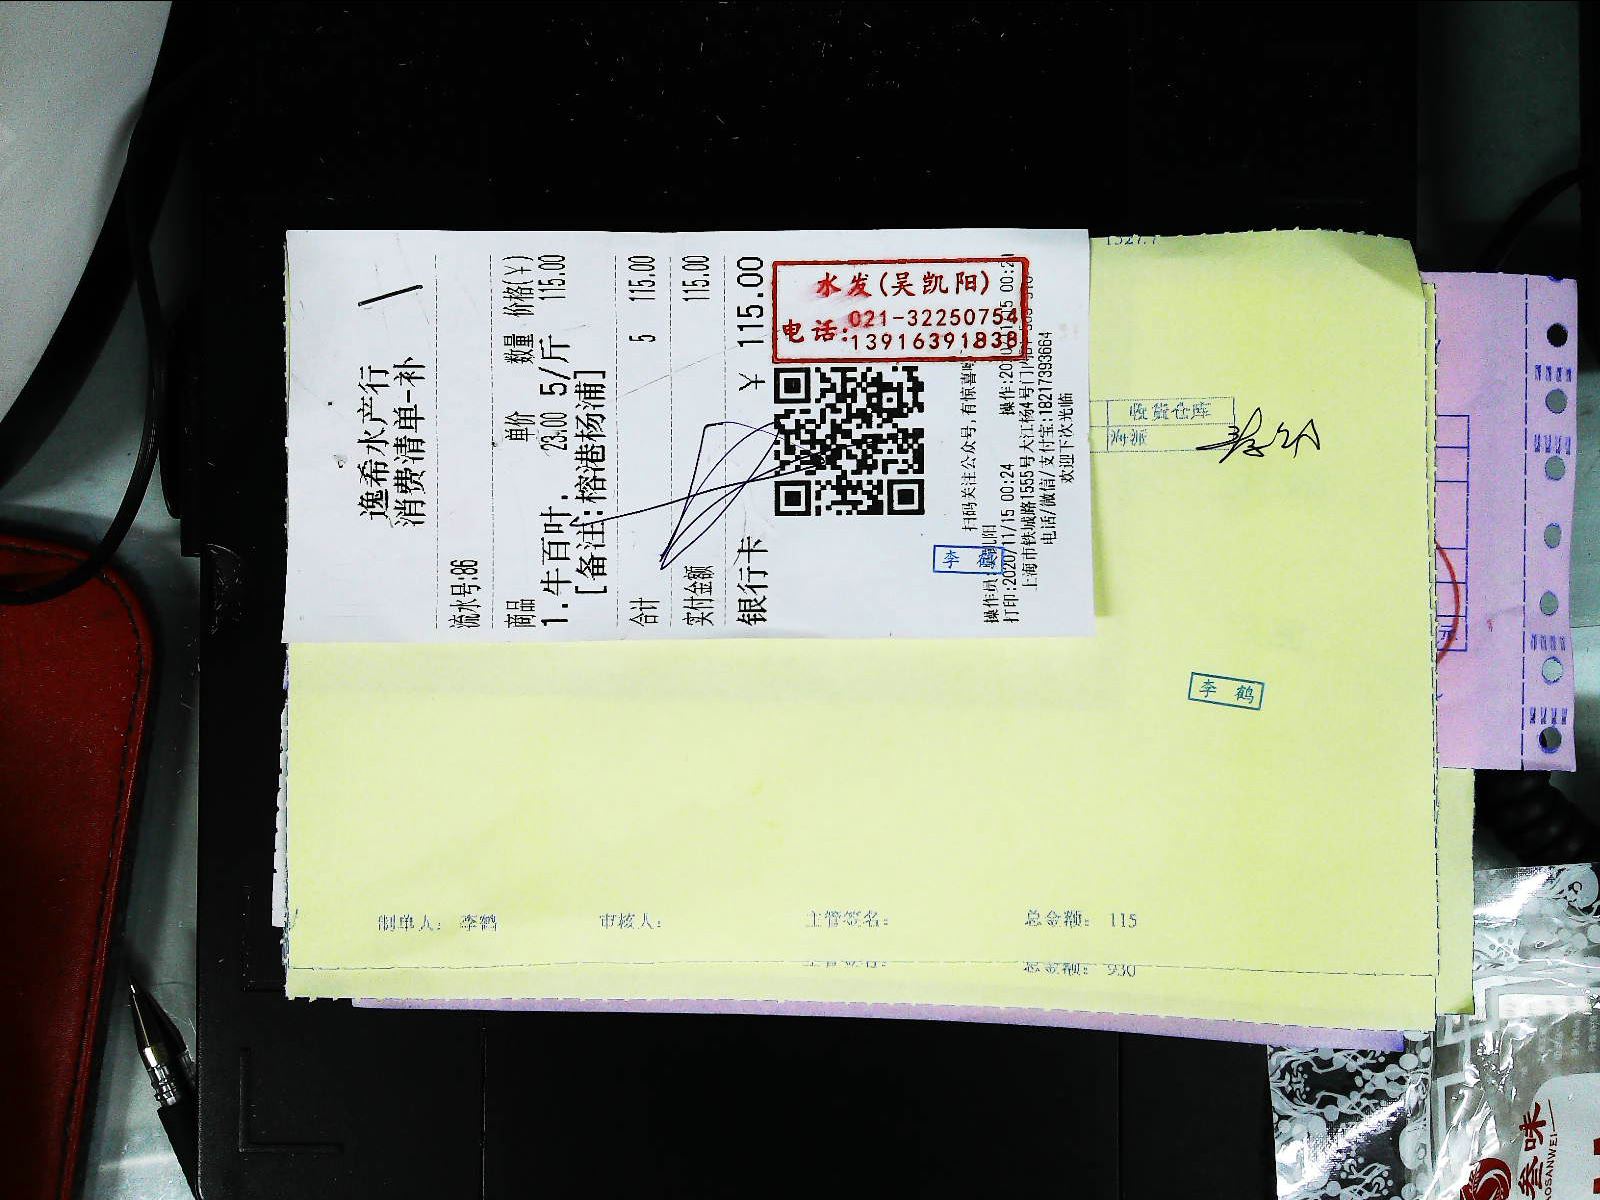 逸希水产行
消费清单-补
流水号:86
商品 单价 数量 价格(¥)
1.牛百叶. 23.00 5/斤 115.00
[备注:榕港杨浦]
合计 5 115.00
实付金额 115.00
银行卡 ¥ 115.00
水发(吴凯阳)
电话:021-32250754
13916391838
扫码关注公众号,有惊喜
操作员
打印:2020/11/15 00:24
上海市铁城路1555号大江杨4号门
电话/微信/支付宝:18217393664
欢迎下次光临
李 鹤
1327.7
收货仓库
李 鹤
制单人: 李鹤 审核人: 主管签名: 总金额: 115
总金额: 930
叁咪
OSANWEI